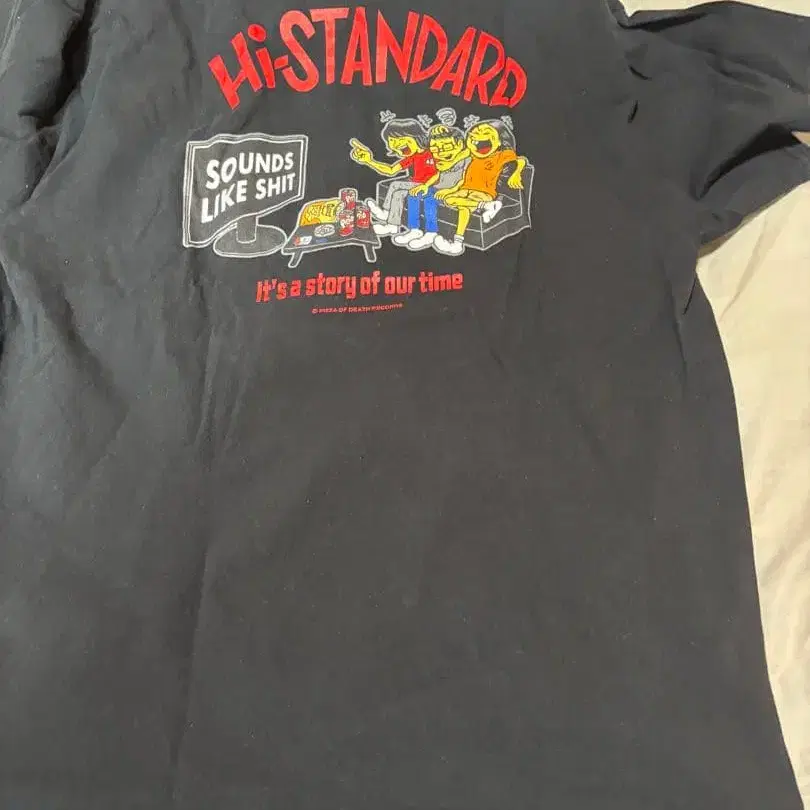 Hi-STANDARD
SOUNDS
LIKE SHIT
It's a story of our time
© PIZZA OF DEATH RECORDS